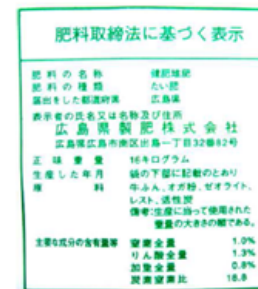 肥料取締法に基づく表示
肥料の名称 健肥堆肥
肥料の種類 たい肥
届出をした都道府県 広島県
表示者の氏名又は名称及び住所
広島県製肥株式会社
広島県広島市南区出島一丁目32番82号
正味重量 16キログラム
生産した年月 袋の下部に記載のとおり
原料 牛ふん、オガ粉、ゼオライト、
レスト、活性炭
備考:生産に当って使用された
重量の大きさの順である。
主要な成分の含有量等 窒素全量 1.0%
りん酸全量 1.3%
加里全量 0.8%
炭素窒素比 18.8